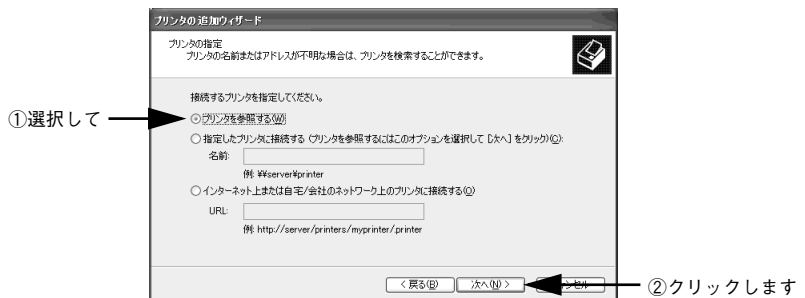 プリンタの追加ウィザード
プリンタの指定
プリンタの名前またはアドレスが不明な場合は、プリンタを検索することができます。
接続するプリンタを指定してください。
①選択して
プリンタを参照する(W)
指定したプリンタに接続する (プリンタを参照するにはこのオプションを選択して [次へ] をクリック)(C):
名前:
例: ¥¥server¥printer
インターネット上または自宅/会社のネットワーク上のプリンタに接続する(O)
URL:
例: http://server/printers/myprinter/printer
< 戻る(B)
次へ(N) >
キャンセル
②クリックします